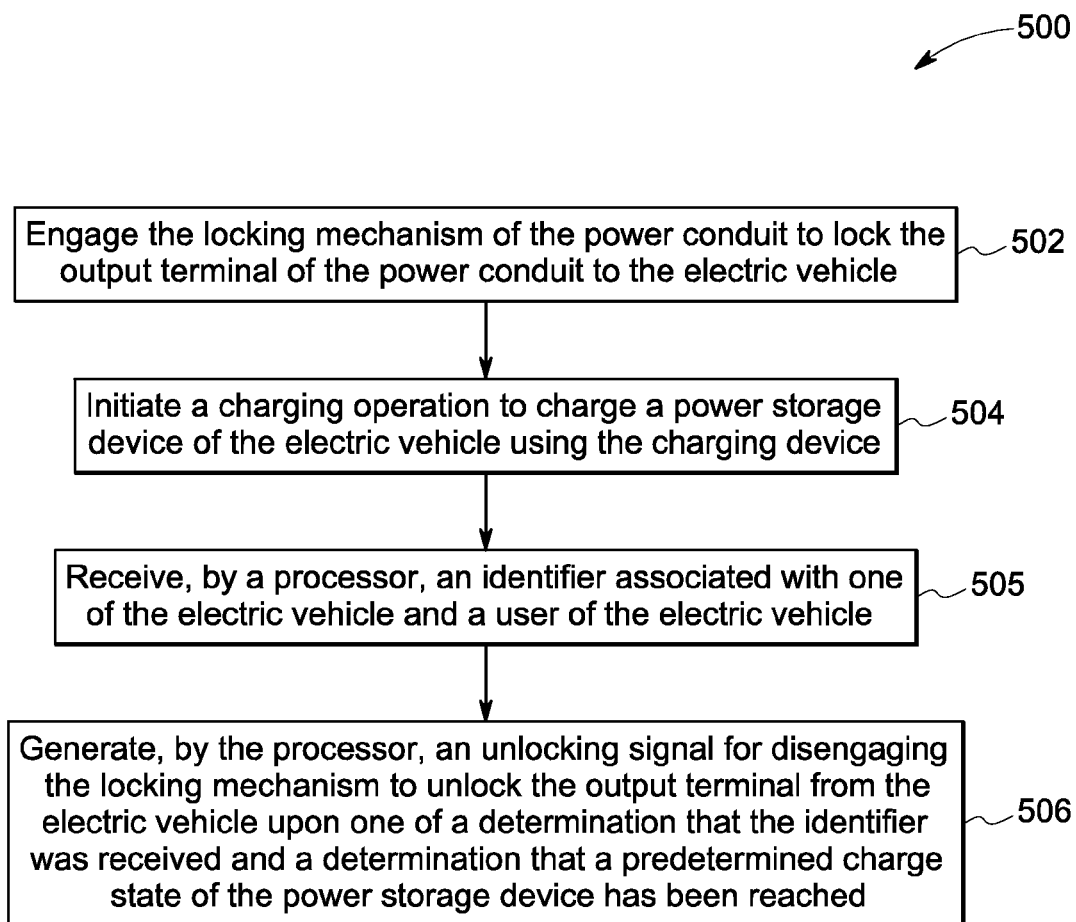 500
Engage the locking mechanism of the power conduit to lock the
output terminal of the power conduit to the electric vehicle
502
Initiate a charging operation to charge a power storage
device of the electric vehicle using the charging device
504
Receive, by a processor, an identifier associated with one
of the electric vehicle and a user of the electric vehicle
505
Generate, by the processor, an unlocking signal for disengaging
the locking mechanism to unlock the output terminal from the
electric vehicle upon one of a determination that the identifier
was received and a determination that a predetermined charge
state of the power storage device has been reached
506